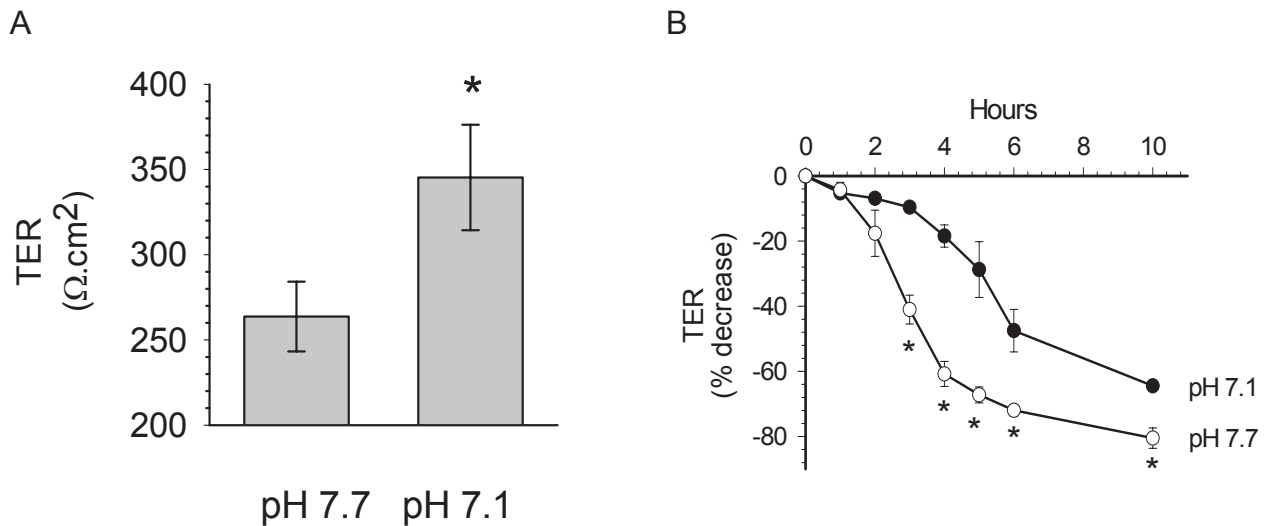 A
TER
(Ω.cm2)
400
350
300
250
200
*
pH 7.7 pH 7.1
B
Hours
0 2 4 6 8 10
TER
(% decrease)
0
-20
-40
-60
-80
*
*
*
*
*
pH 7.1
pH 7.7